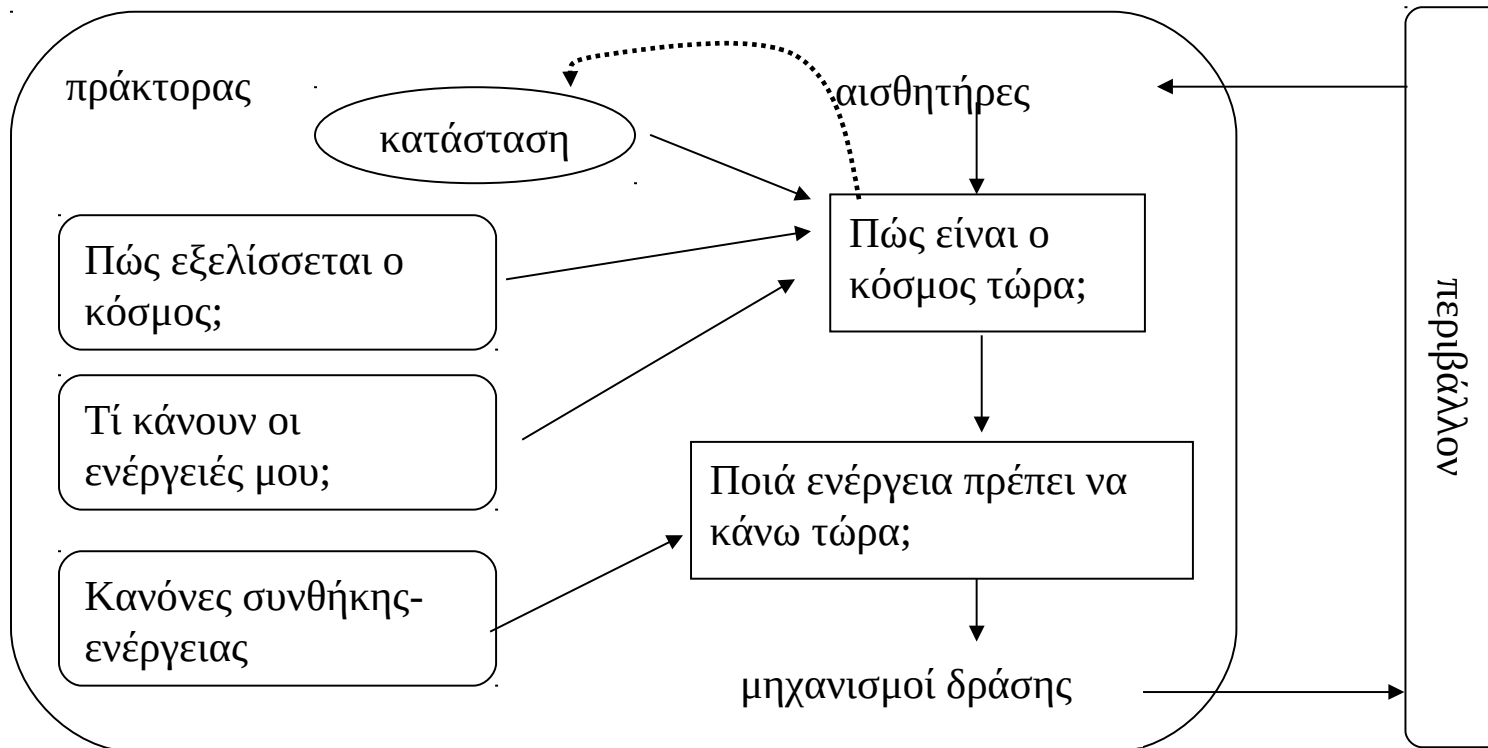 πράκτορας
αισθητήρες
κατάσταση
Πώς είναι ο
κόσμος τώρα;
Πώς εξελίσσεται ο
κόσμος;
Τί κάνουν οι
ενέργειές μου;
Ποιά ενέργεια πρέπει να
κάνω τώρα;
Κανόνες συνθήκης-
ενέργειας
μηχανισμοί δράσης
περιβάλλον